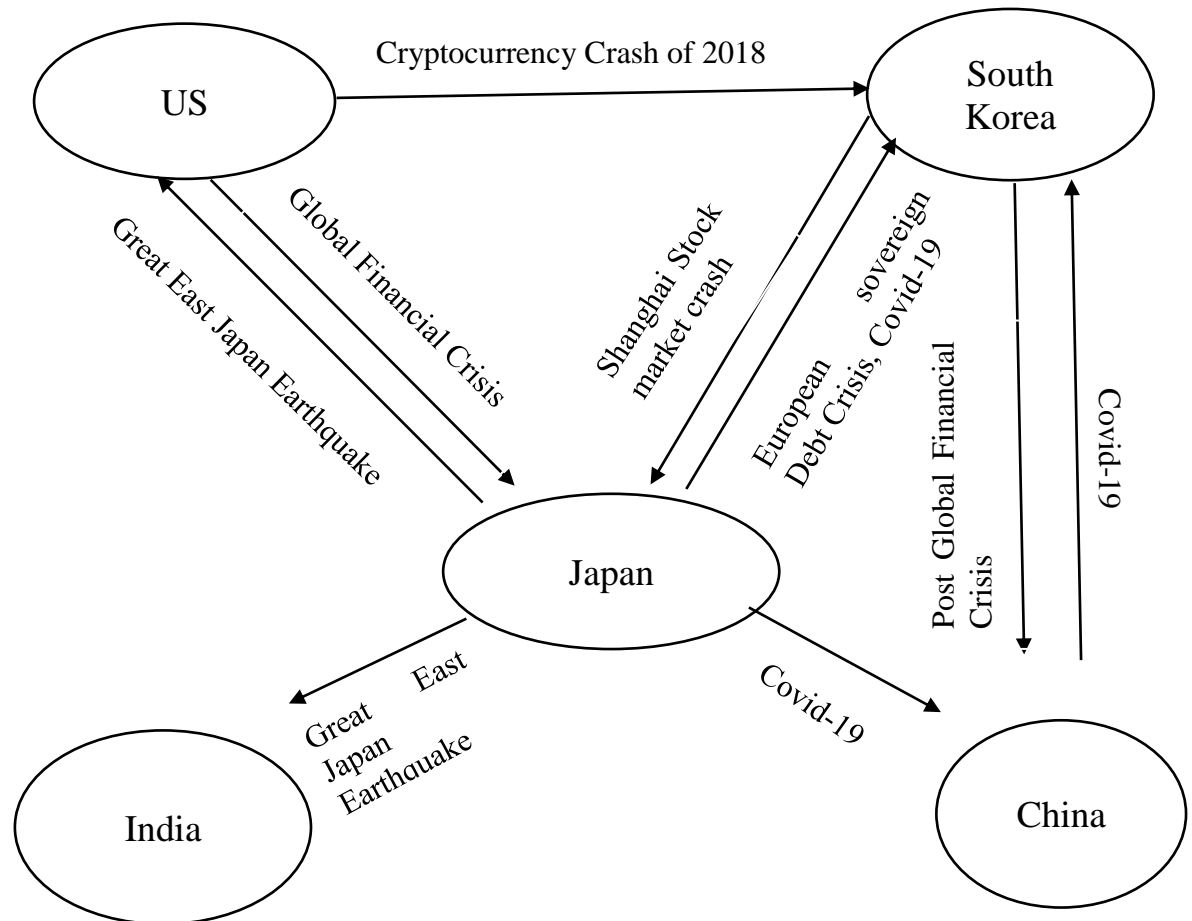 Cryptocurrency Crash of 2018
US
South
Korea
Great East Japan Earthquake
Global Financial Crisis
Shanghai Stock
market crash
European sovereign
Debt Crisis, Covid-19
Post Global Financial
Crisis
Covid-19
Japan
Great East
Japan
Earthquake
Covid-19
India
China